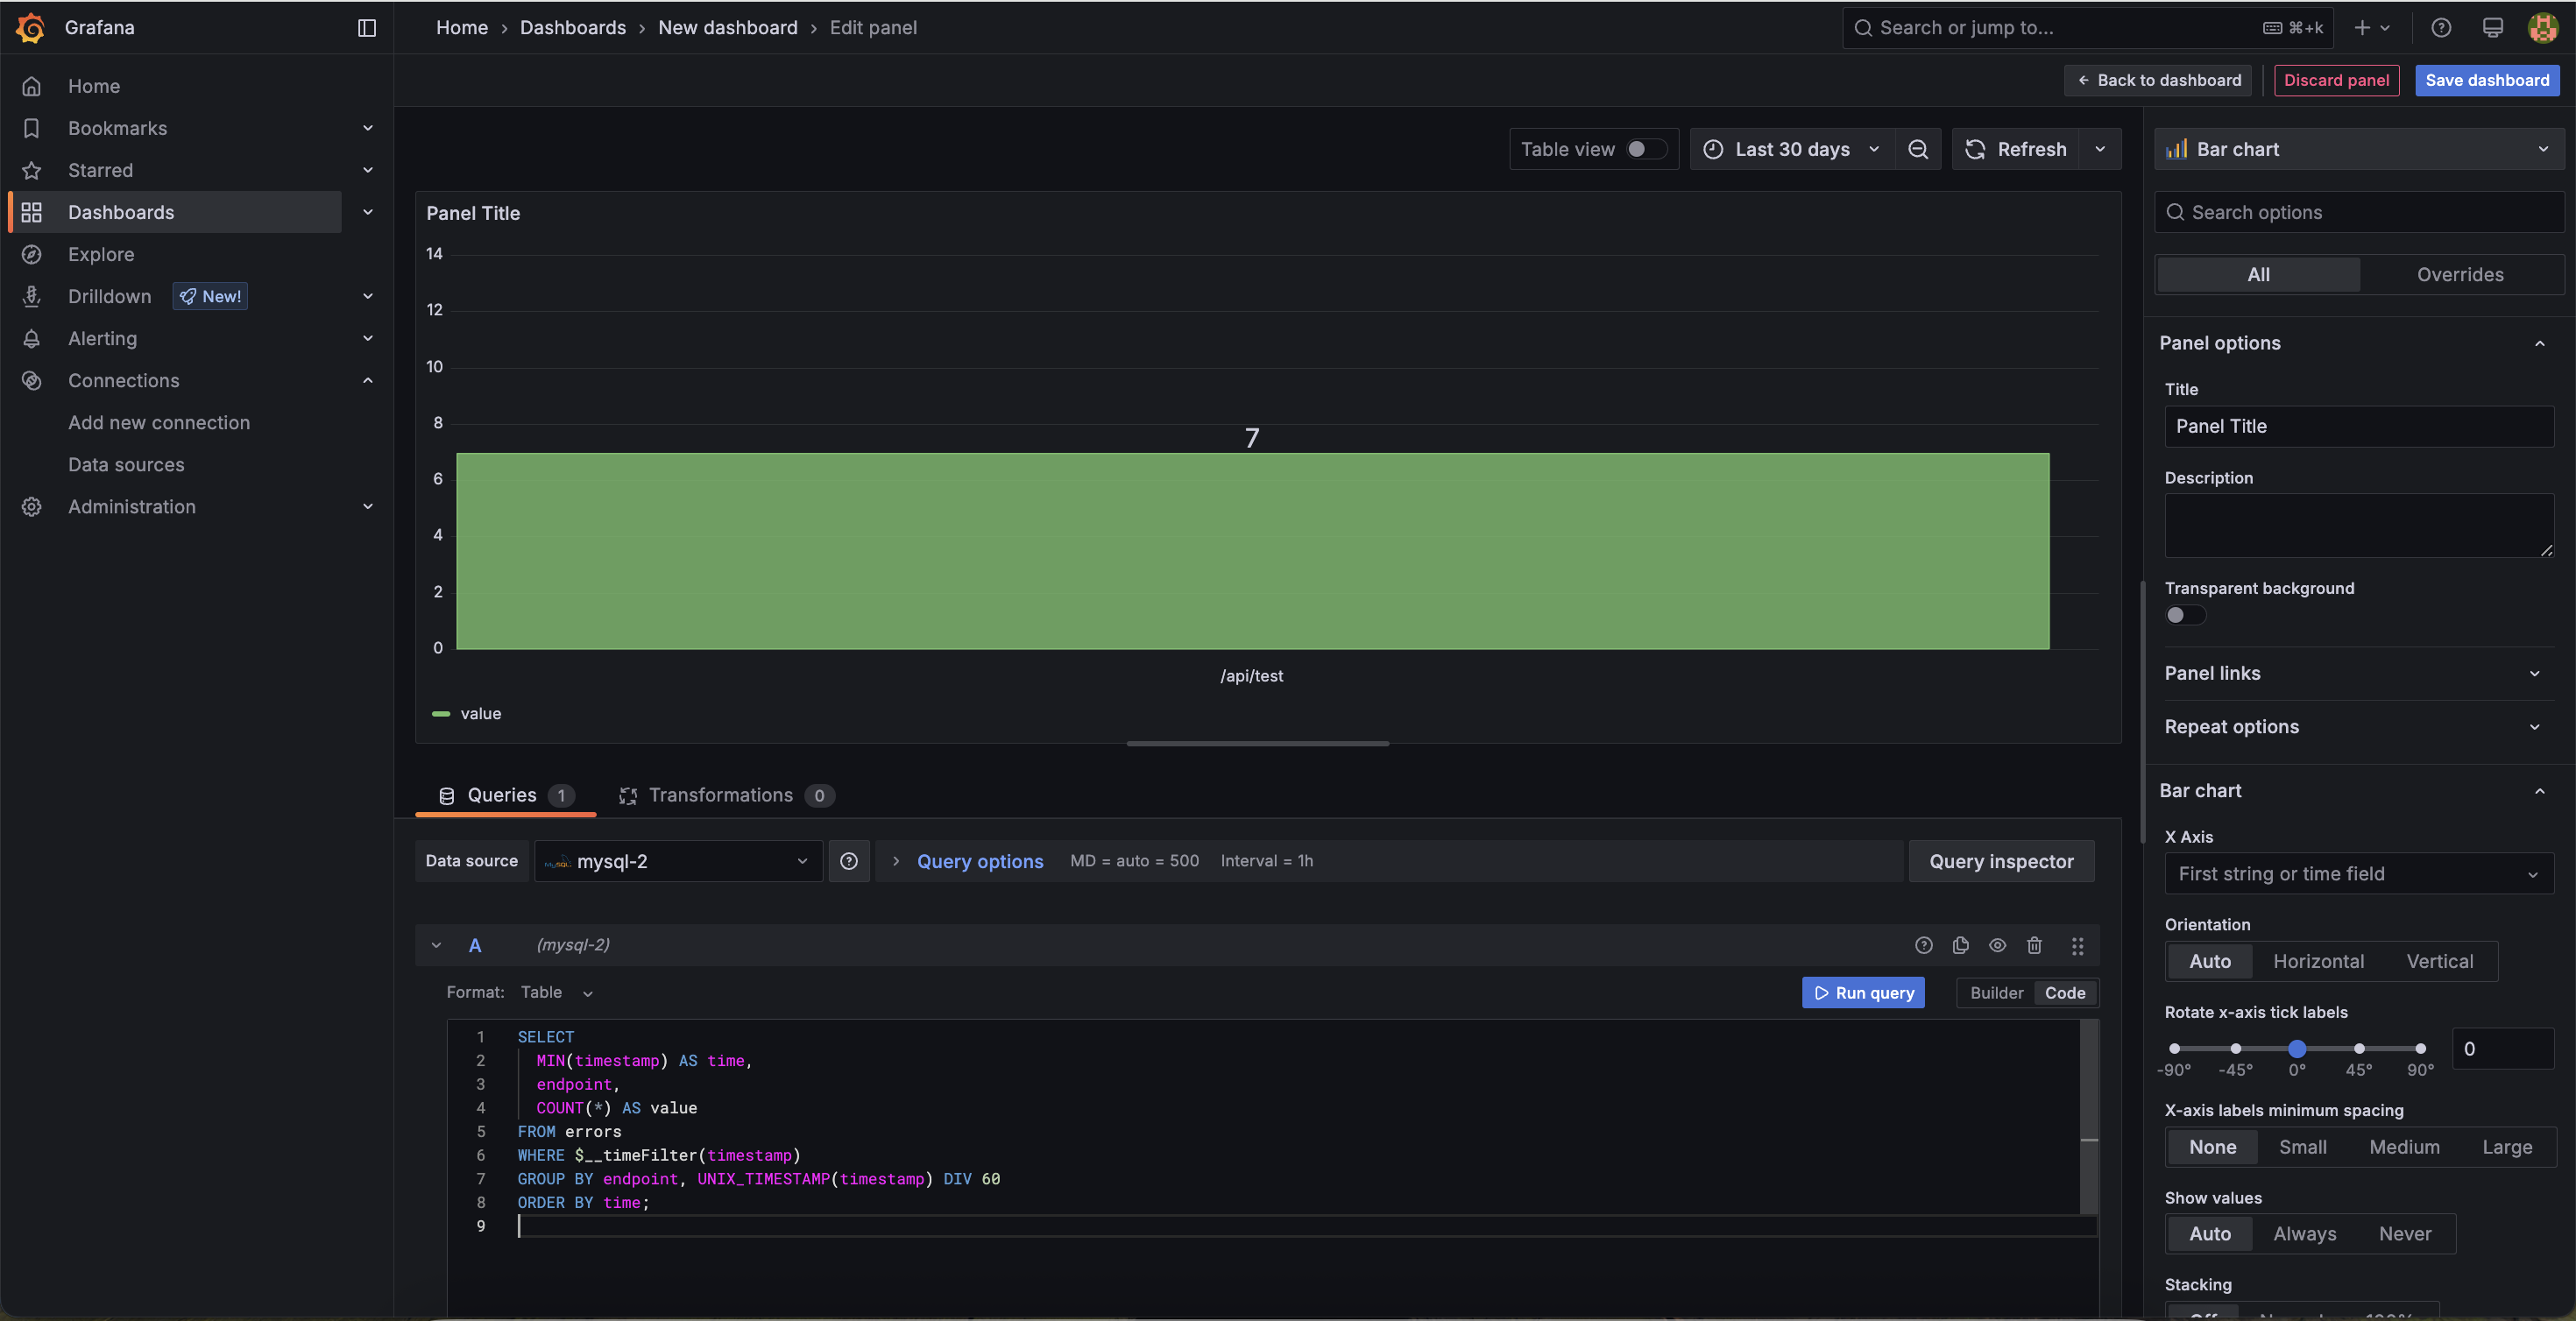 Grafana
Home › Dashboards › New dashboard › Edit panel
Search or jump to... ⌘+k
Home
Bookmarks
Starred
Dashboards
Explore
Drilldown New!
Alerting
Connections
Add new connection
Data sources
Administration
Back to dashboard
Discard panel
Save dashboard
Table view
Last 30 days
Refresh
Panel Title
14
12
10
8
6
4
2
0
7
/api/test
value
Queries 1
Transformations 0
Data source
MySQL mysql-2
Query options MD = auto = 500 Interval = 1h
Query inspector
A (mysql-2)
Format: Table
Run query
Builder Code
1 SELECT
2 MIN(timestamp) AS time,
3 endpoint,
4 COUNT(*) AS value
5 FROM errors
6 WHERE $__timeFilter(timestamp)
7 GROUP BY endpoint, UNIX_TIMESTAMP(timestamp) DIV 60
8 ORDER BY time;
9
Bar chart
Search options
All Overrides
Panel options
Title
Panel Title
Description
Transparent background
Panel links
Repeat options
Bar chart
X Axis
First string or time field
Orientation
Auto Horizontal Vertical
Rotate x-axis tick labels
0
-90° -45° 0° 45° 90°
X-axis labels minimum spacing
None Small Medium Large
Show values
Auto Always Never
Stacking